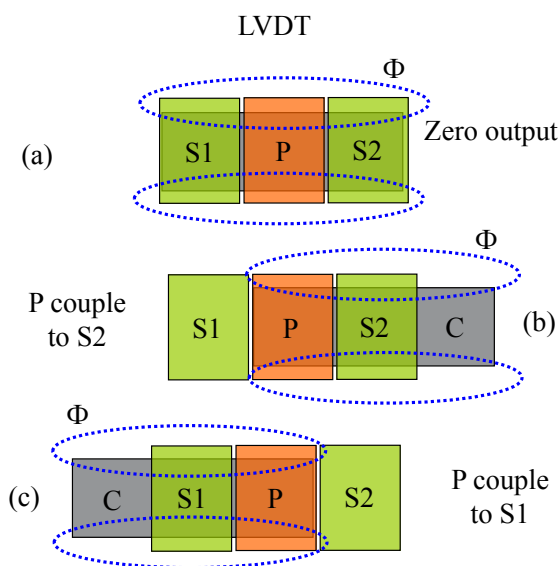 LVDT
Φ
Zero output
(a)
S1
P
S2
Φ
P couple
to S2
S1
P
S2
C
(b)
Φ
(c)
C
S1
P
S2
P couple
to S1